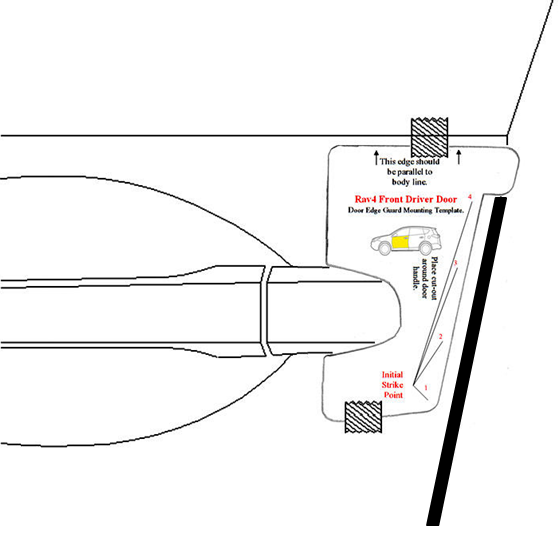 This edge should
be parallel to
body line.
Rav4 Front Driver Door
Door Edge Guard Mounting Template.
Place cut-out
around door
handle.
4
3
2
1
Initial
Strike
Point